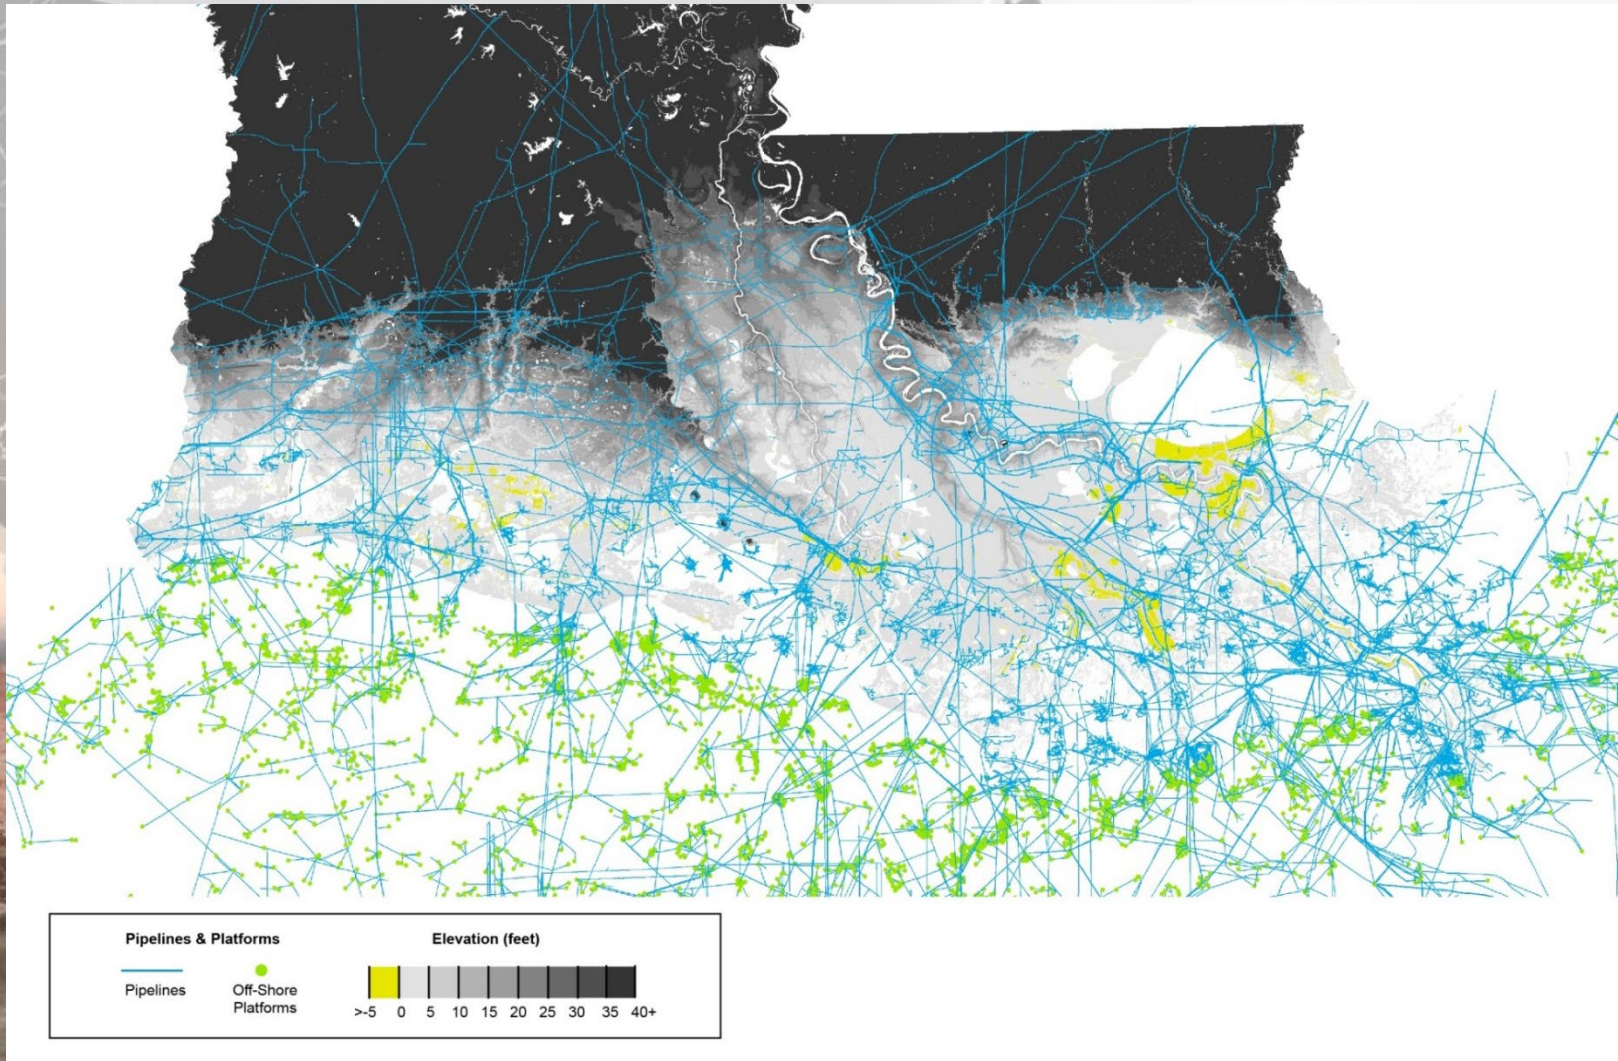 Pipelines & Platforms
Elevation (feet)
Pipelines
Off-Shore
Platforms
>-5 0 5 10 15 20 25 30 35 40+